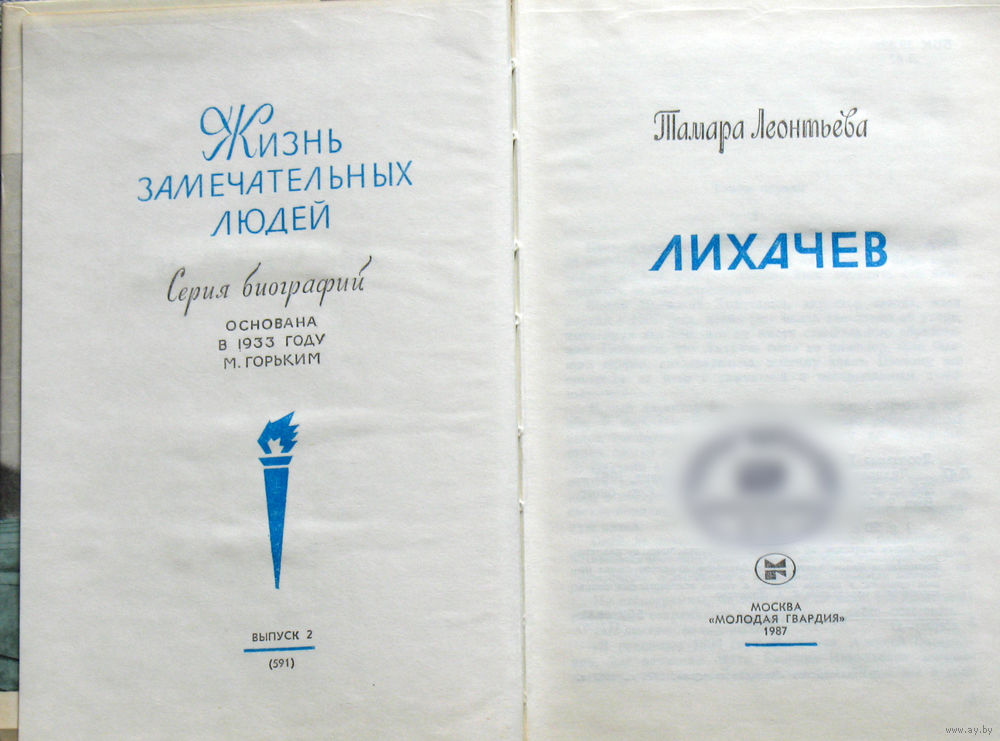 Жизнь
ЗАМЕЧАТЕЛЬНЫХ
ЛЮДЕЙ
Серия биографий
ОСНОВАНА
В 1933 ГОДУ
М. ГОРЬКИМ
ВЫПУСК 2
(591)
Тамара Леонтьева
ЛИХАЧЕВ
МОСКВА
«МОЛОДАЯ ГВАРДИЯ»
1987
www.ay.by